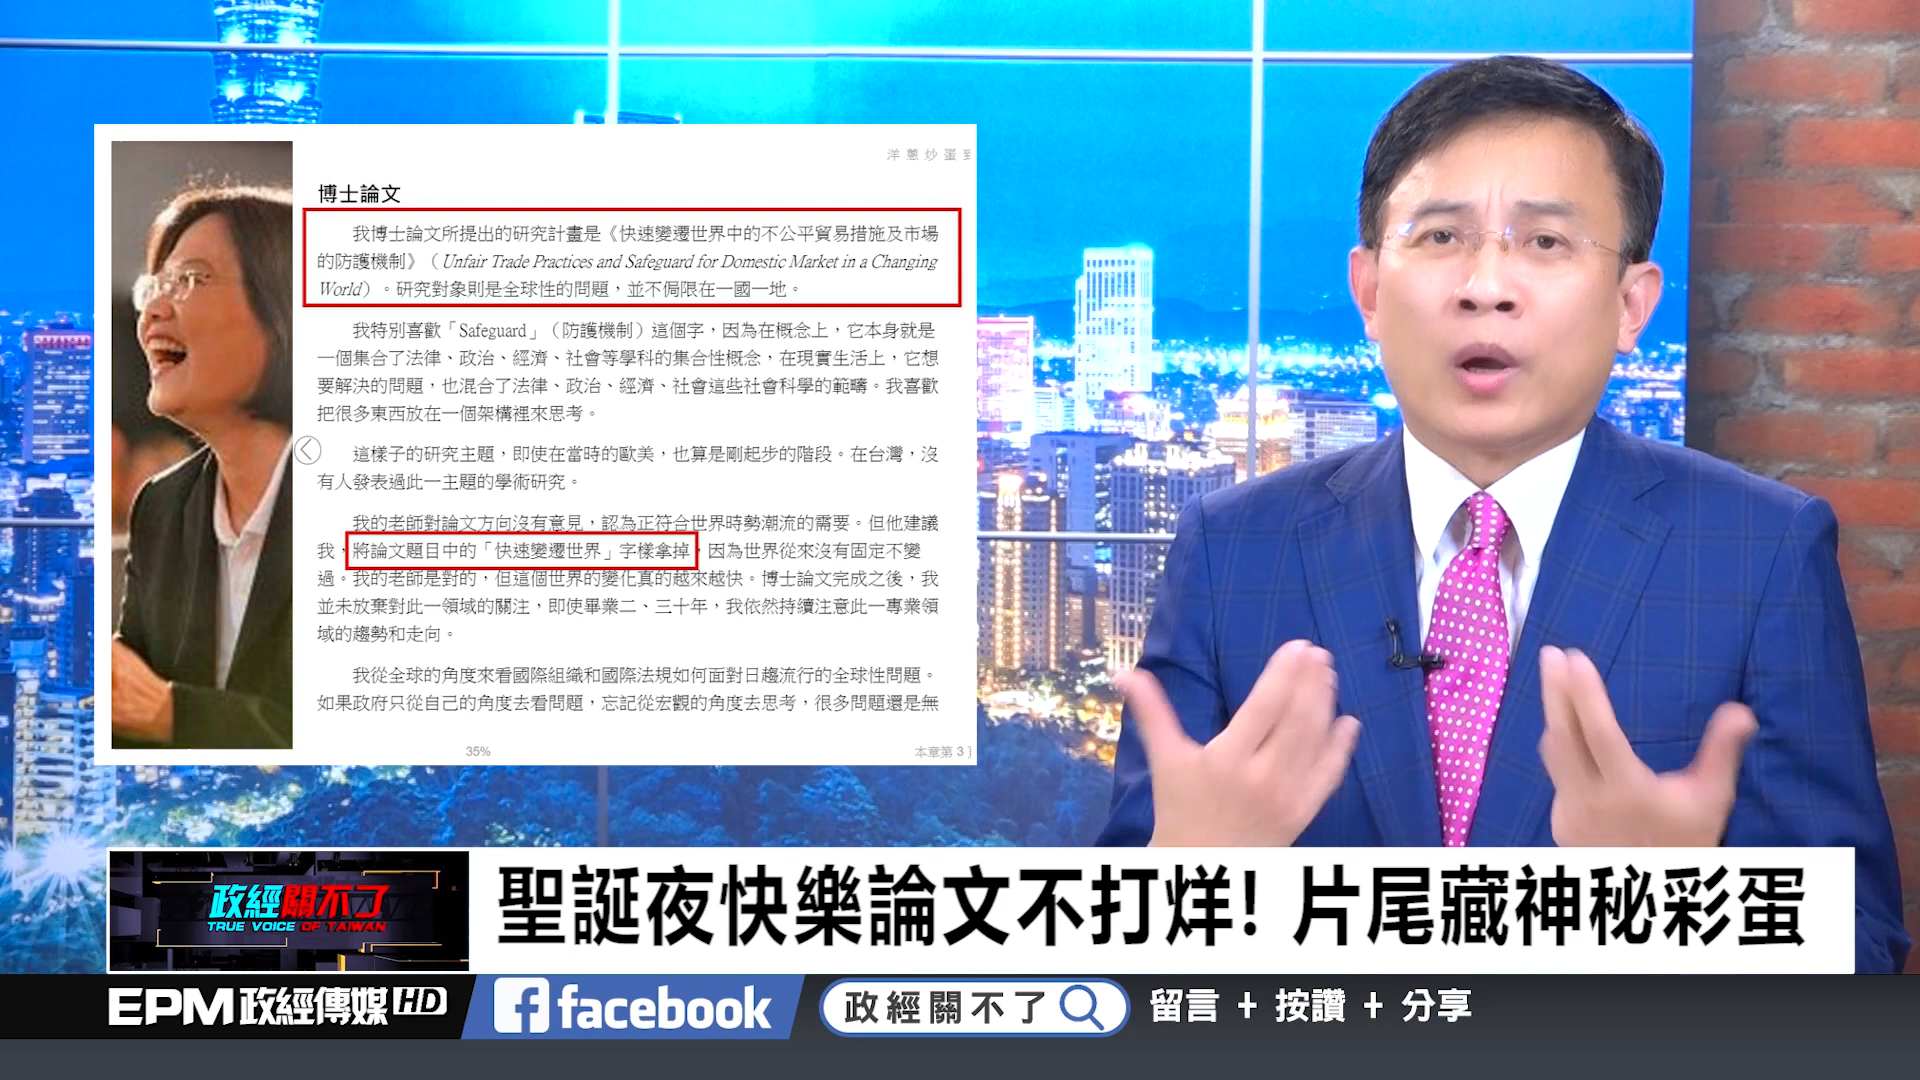 洋蔥炒蛋到
博士論文
我博士論文所提出的研究計畫是《快速變遷世界中的不公平貿易措施及市場
的防護機制》（Unfair Trade Practices and Safeguard for Domestic Market in a Changing
World）。研究對象則是全球性的問題，並不侷限在一國一地。
我特別喜歡「Safeguard」（防護機制）這個字，因為在概念上，它本身就是
一個集合了法律、政治、經濟、社會等學科的集合性概念，在現實生活上，它想
要解決的問題，也混合了法律、政治、經濟、社會這些社會科學的範疇。我喜歡
把很多東西放在一個架構裡來思考。
這樣子的研究主題，即使在當時的歐美，也算是剛起步的階段。在台灣，沒
有人發表過此一主題的學術研究。
我的老師對論文方向沒有意見，認為正符合世界時勢潮流的需要。但他建議
我，將論文題目中的「快速變遷世界」字樣拿掉，因為世界從來沒有固定不變
過。我的老師是對的，但這個世界的變化真的越來越快。博士論文完成之後，我
並未放棄對此一領域的關注，即使畢業二、三十年，我依然持續注意此一專業領
域的趨勢和走向。
我從全球的角度來看國際組織和國際法規如何面對日趨流行的全球性問題。
如果政府只從自己的角度去看問題，忘記從宏觀的角度去思考，很多問題還是無
35%
本章第 3
政經關不了
TRUE VOICE OF TAIWAN
聖誕夜快樂論文不打烊! 片尾藏神秘彩蛋
EPM政經傳媒HD
facebook
政經關不了
留言 + 按讚 + 分享